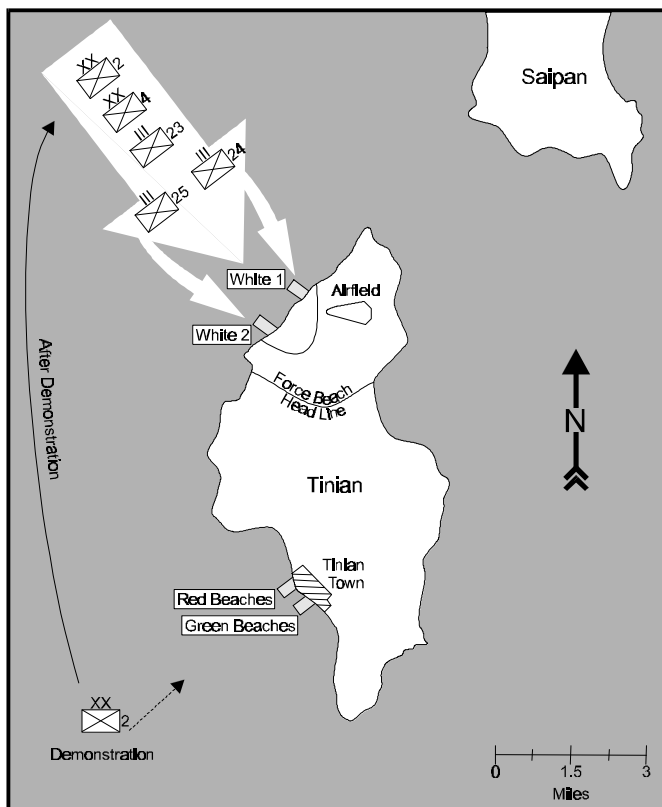 Saipan
XX
2
XX
4
III
23
III
24
III
25
White 1
Airfield
White 2
Force Beach
Head Line
After Demonstration
N
Tinian
Tinian
Town
Red Beaches
Green Beaches
XX
2
Demonstration
0 1.5 3
Miles